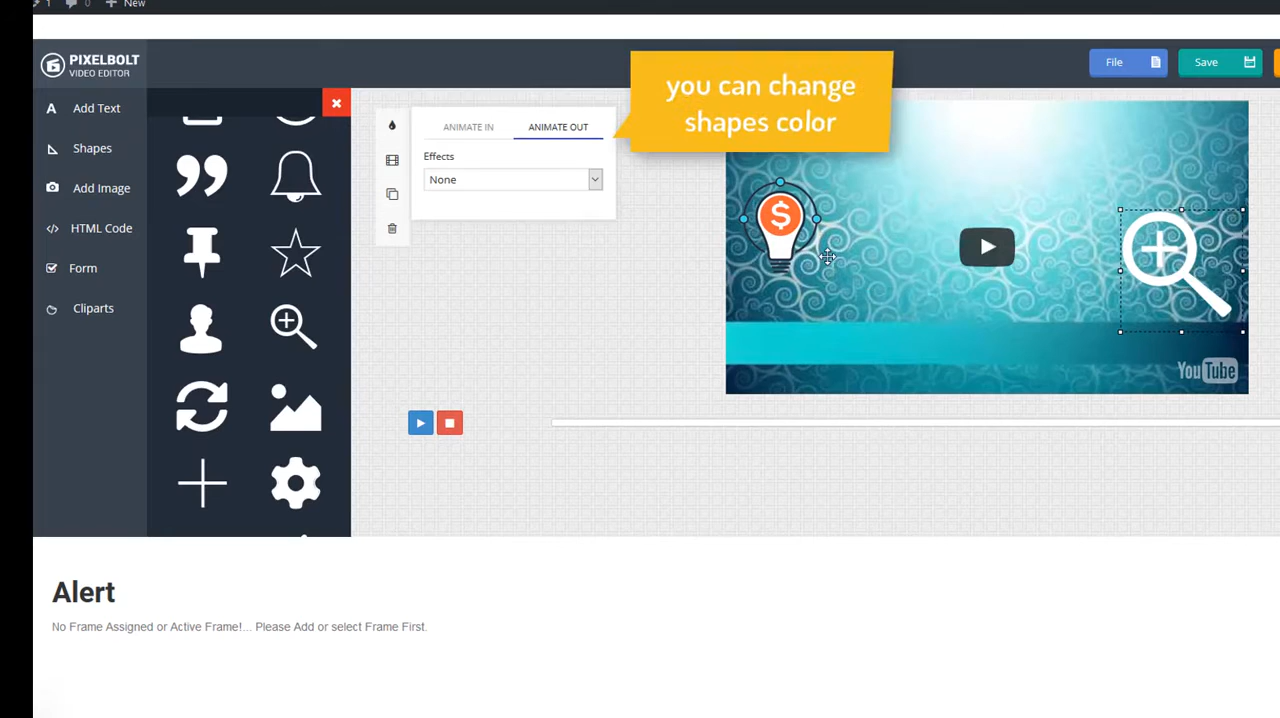 1 0 + New
PIXELBOLT
VIDEO EDITOR
File
Save
you can change
shapes color
Add Text
Shapes
Add Image
HTML Code
Form
Cliparts
ANIMATE IN
ANIMATE OUT
Effects
None
$
YouTube
Alert
No Frame Assigned or Active Frame!... Please Add or select Frame First.